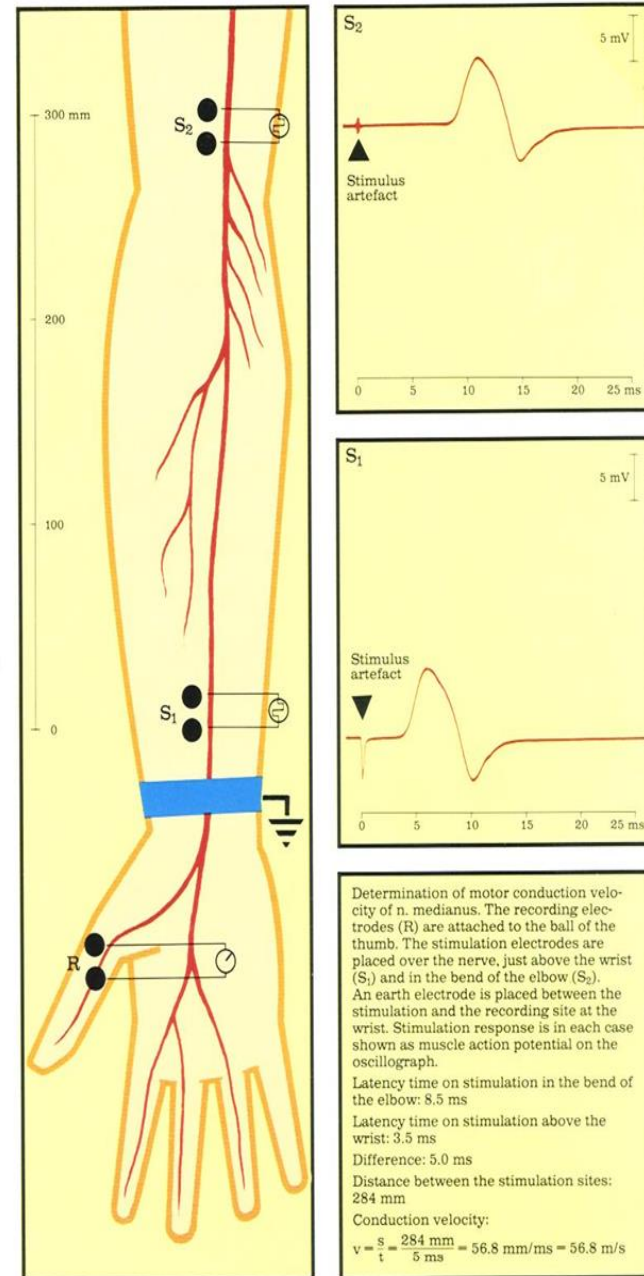 300 mm
200
100
0
S2
S1
R
S2
5 mV
Stimulus
artefact
0 5 10 15 20 25 ms
S1
5 mV
Stimulus
artefact
0 5 10 15 20 25 ms
Determination of motor conduction velo-
city of n. medianus. The recording elec-
trodes (R) are attached to the ball of the
thumb. The stimulation electrodes are
placed over the nerve, just above the wrist
(S1) and in the bend of the elbow (S2).
An earth electrode is placed between the
stimulation and the recording site at the
wrist. Stimulation response is in each case
shown as muscle action potential on the
oscillograph.
Latency time on stimulation in the bend of
the elbow: 8.5 ms
Latency time on stimulation above the
wrist: 3.5 ms
Difference: 5.0 ms
Distance between the stimulation sites:
284 mm
Conduction velocity:
v = s/t = 284 mm/5 ms = 56.8 mm/ms = 56.8 m/s